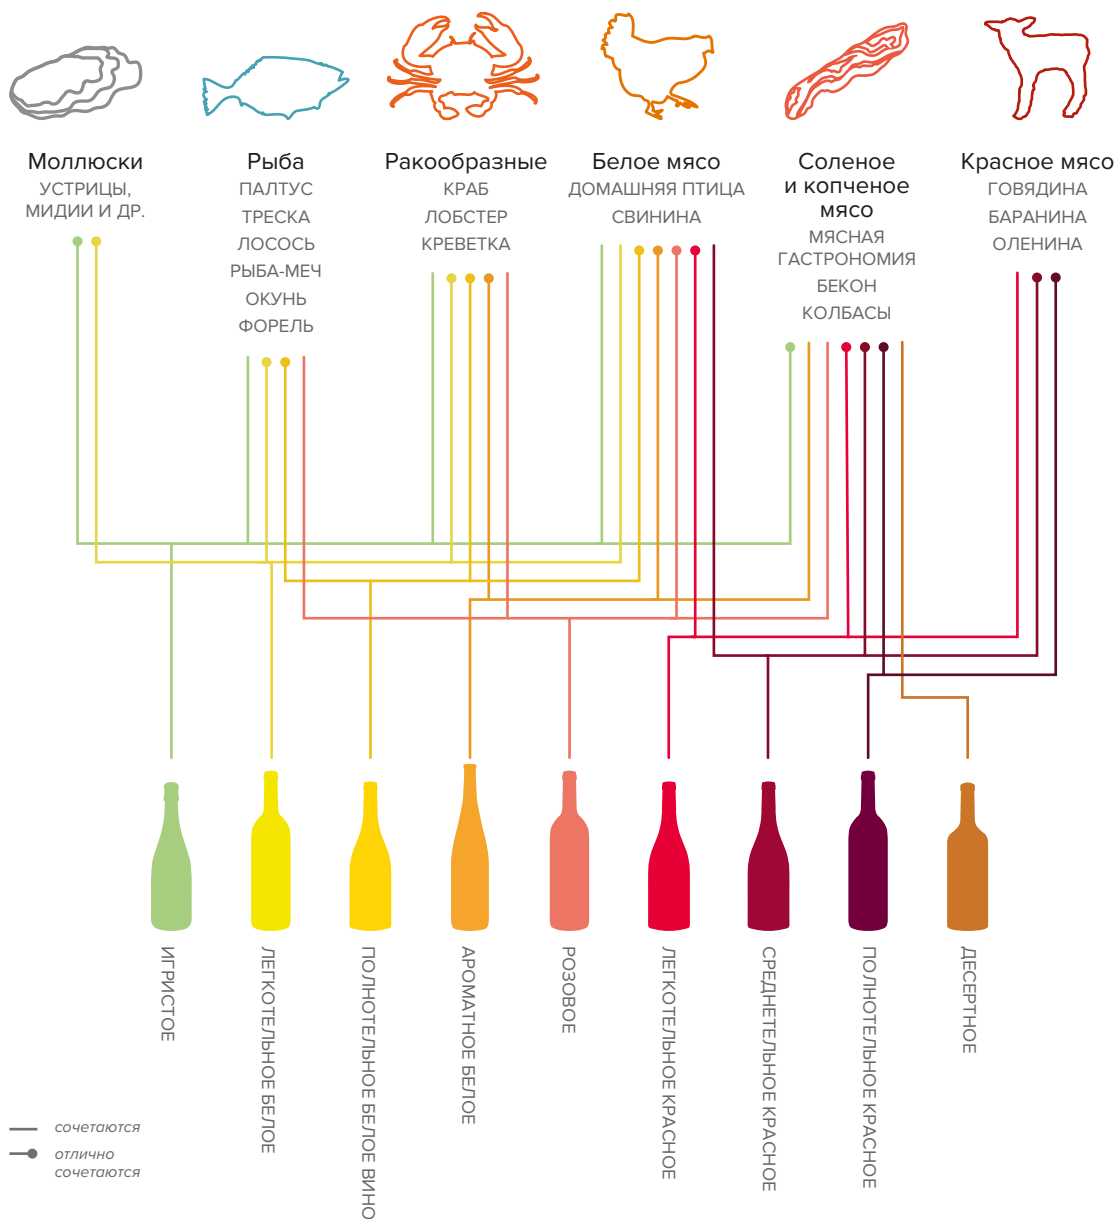 Моллюски
УСТРИЦЫ,
МИДИИ И ДР.
Рыба
ПАЛТУС
ТРЕСКА
ЛОСОСЬ
РЫБА-МЕЧ
ОКУНЬ
ФОРЕЛЬ
Ракообразные
КРАБ
ЛОБСТЕР
КРЕВЕТКА
Белое мясо
ДОМАШНЯЯ ПТИЦА
СВИНИНА
Соленое
и копченое
мясо
МЯСНАЯ
ГАСТРОНОМИЯ
БЕКОН
КОЛБАСЫ
Красное мясо
ГОВЯДИНА
БАРАНИНА
ОЛЕНИНА
ИГРИСТОЕ
ЛЕГКОТЕЛЬНОЕ БЕЛОЕ
ПОЛНОТЕЛЬНОЕ БЕЛОЕ ВИНО
АРОМАТНОЕ БЕЛОЕ
РОЗОВОЕ
ЛЕГКОТЕЛЬНОЕ КРАСНОЕ
СРЕДНЕТЕЛЬНОЕ КРАСНОЕ
ПОЛНОТЕЛЬНОЕ КРАСНОЕ
ДЕСЕРТНОЕ
сочетаются
отлично
сочетаются